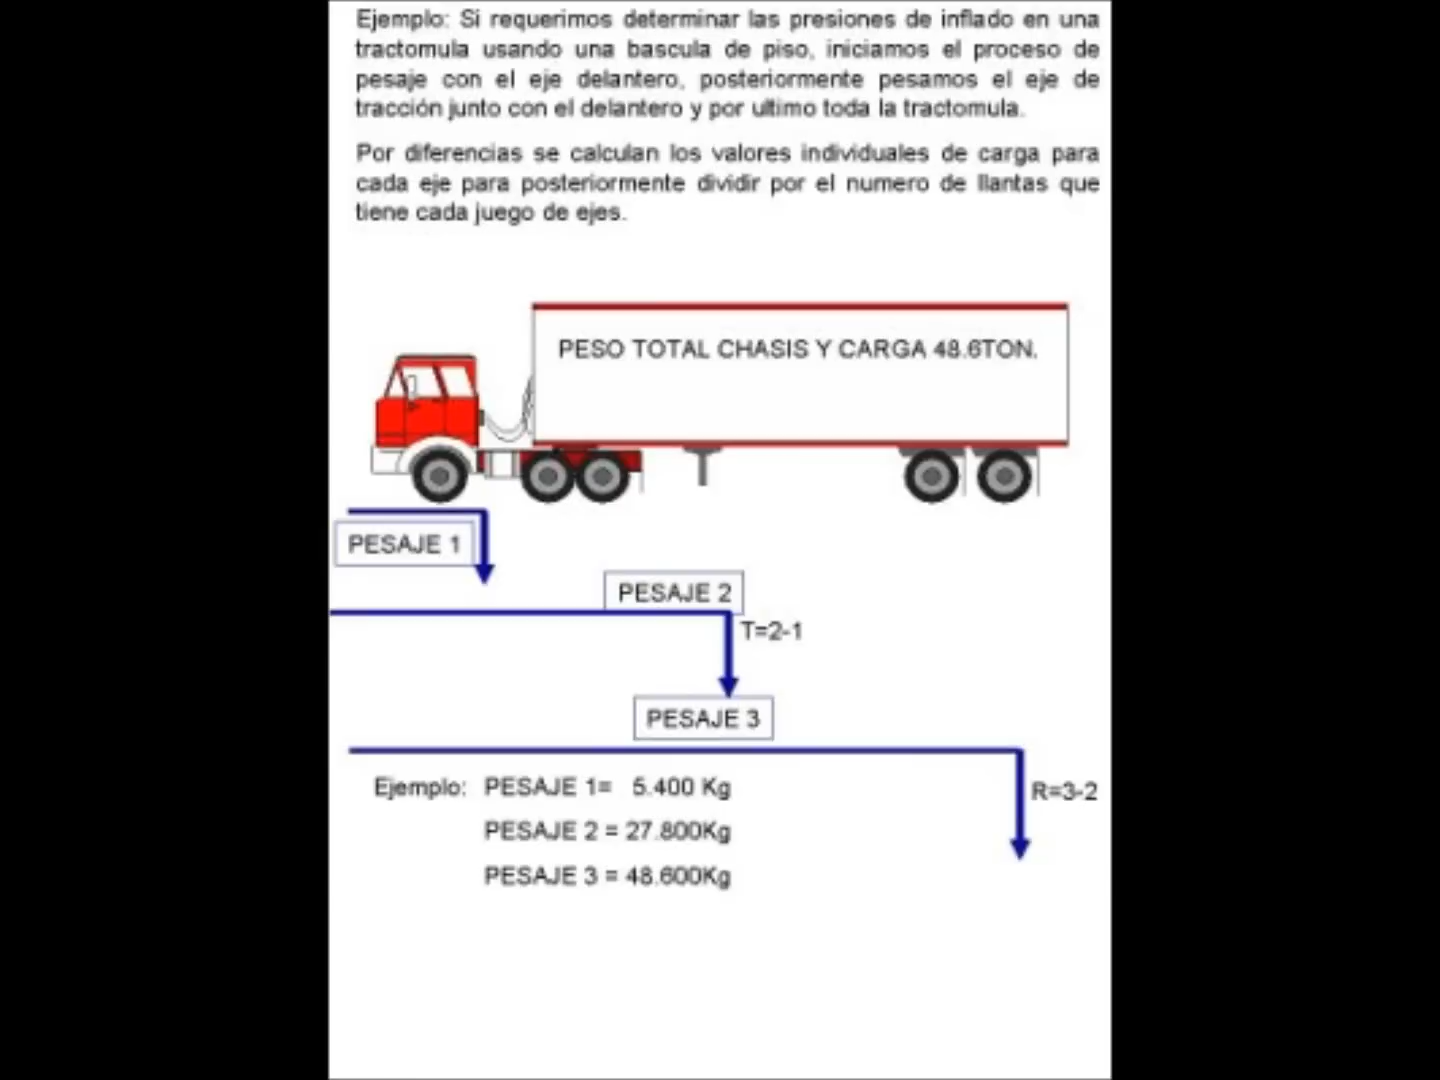 Ejemplo: Si requerimos determinar las presiones de inflado en una
tractomula usando una bascula de piso, iniciamos el proceso de
pesaje con el eje delantero, posteriormente pesamos el eje de
tracción junto con el delantero y por ultimo toda la tractomula.
Por diferencias se calculan los valores individuales de carga para
cada eje para posteriormente dividir por el numero de llantas que
tiene cada juego de ejes.
PESO TOTAL CHASIS Y CARGA 48.6TON.
PESAJE 1
PESAJE 2
T=2-1
PESAJE 3
Ejemplo: PESAJE 1= 5.400 Kg
R=3-2
PESAJE 2 = 27.800Kg
PESAJE 3 = 48.600Kg